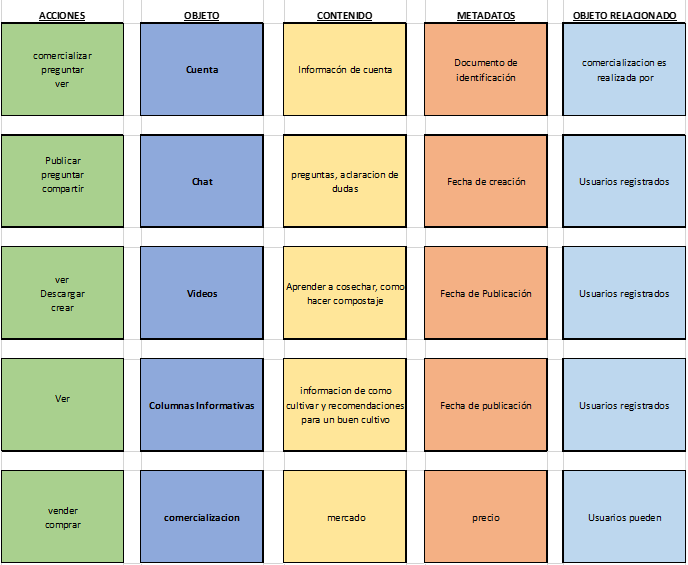 ACCIONES OBJETO CONTENIDO METADATOS OBJETO RELACIONADO
comercializar
preguntar
ver
Cuenta
Informacón de cuenta
Documento de
identificación
comercializacion es
realizada por
Publicar
preguntar
compartir
Chat
preguntas, aclaracion de
dudas
Fecha de creación
Usuarios registrados
ver
Descargar
crear
Videos
Aprender a cosechar, como
hacer compostaje
Fecha de Publicación
Usuarios registrados
Ver
Columnas Informativas
informacion de como
cultivar y recomendaciones
para un buen cultivo
Fecha de publicación
Usuarios registrados
vender
comprar
comercializacion
mercado
precio
Usuarios pueden